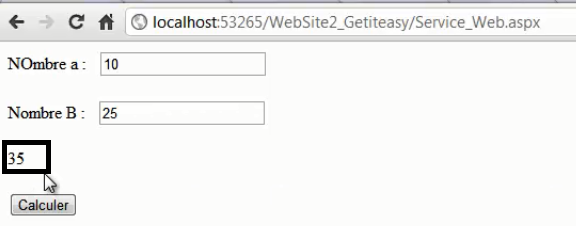 localhost:53265/WebSite2_Getiteasy/Service_Web.aspx
NOmbre a : 10
Nombre B : 25
35
Calculer